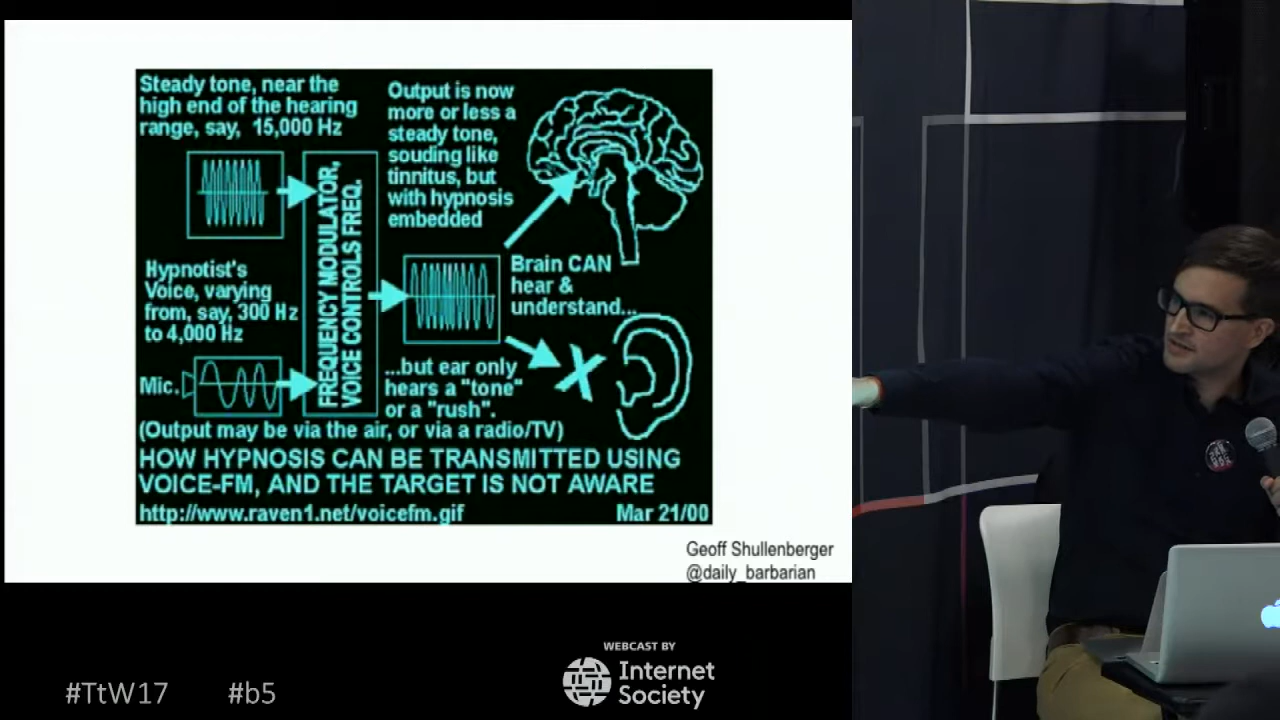 Steady tone, near the
high end of the hearing
range, say, 15,000 Hz
Output is now
more or less a
steady tone,
souding like
tinnitus, but
with hypnosis
embedded
FREQUENCY MODULATOR,
VOICE CONTROLS FREQ.
Hypnotist's
Voice, varying
from, say, 300 Hz
to 4,000 Hz
Brain CAN
hear &
understand...
Mic.
X
...but ear only
hears a "tone"
or a "rush".
(Output may be via the air, or via a radio/TV)
HOW HYPNOSIS CAN BE TRANSMITTED USING
VOICE-FM, AND THE TARGET IS NOT AWARE
http://www.raven1.net/voicefm.gif
Mar 21/00
Geoff Shullenberger
@daily_barbarian
#TtW17
#b5
WEBCAST BY
Internet
Society